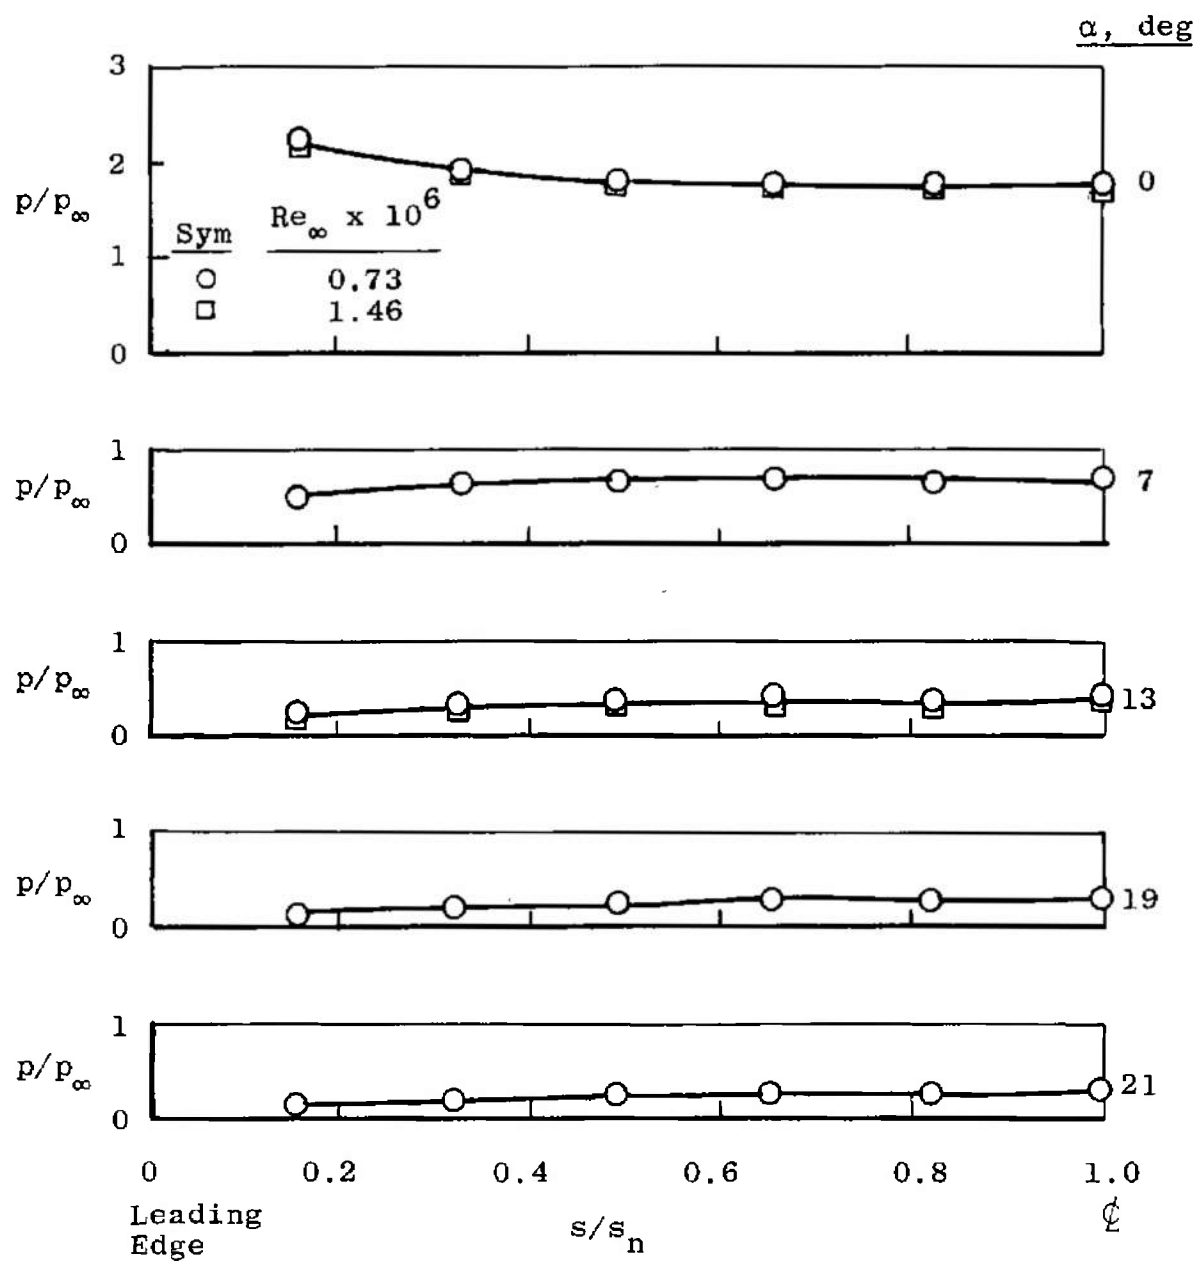 α, deg
3
2
p/p∞
0
Sym Re∞ x 10^6
1
○ 0.73
□ 1.46
0
1
p/p∞
7
0
1
p/p∞
13
0
1
p/p∞
19
0
1
p/p∞
21
0
0 0.2 0.4 0.6 0.8 1.0
Leading s/sn ¢
Edge